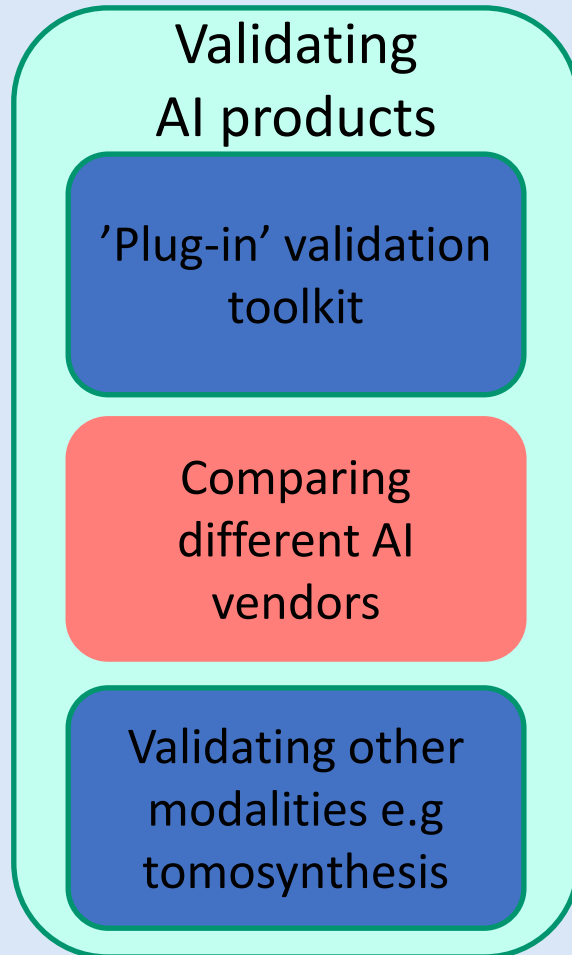 Validating
AI products
’Plug-in’ validation
toolkit
Comparing
different AI
vendors
Validating other
modalities e.g
tomosynthesis